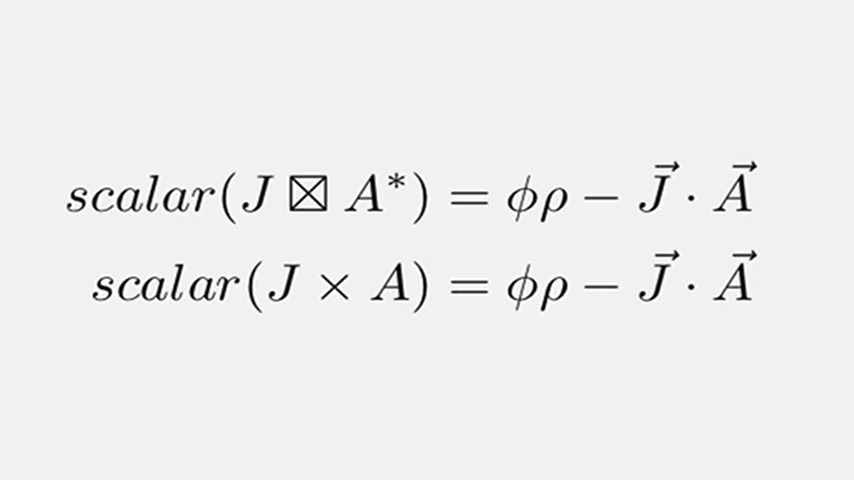 scalar(J ⊠ A*) = ϕρ − J⃗ · A⃗
scalar(J × A) = ϕρ − J⃗ · A⃗